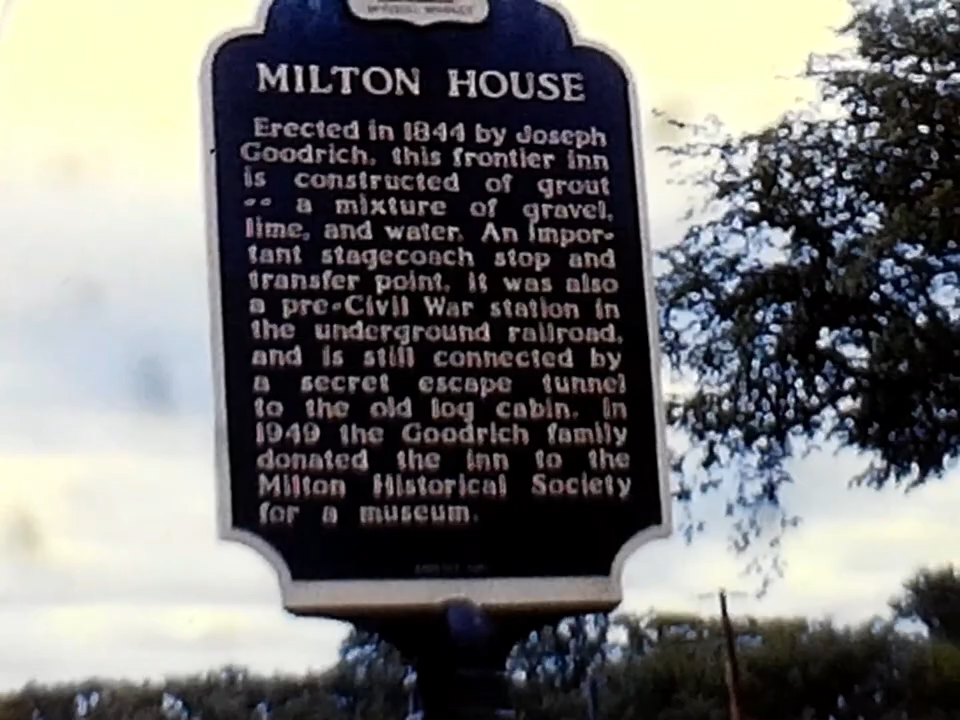 MILTON HOUSE
Erected in 1844 by Joseph
Goodrich, this frontier inn
is constructed of grout
-- a mixture of gravel,
lime, and water. An impor-
tant stagecoach stop and
transfer point, it was also
a pre-Civil War station in
the underground railroad,
and is still connected by
a secret escape tunnel
to the old log cabin. In
1949 the Goodrich family
donated the inn to the
Milton Historical Society
for a museum.